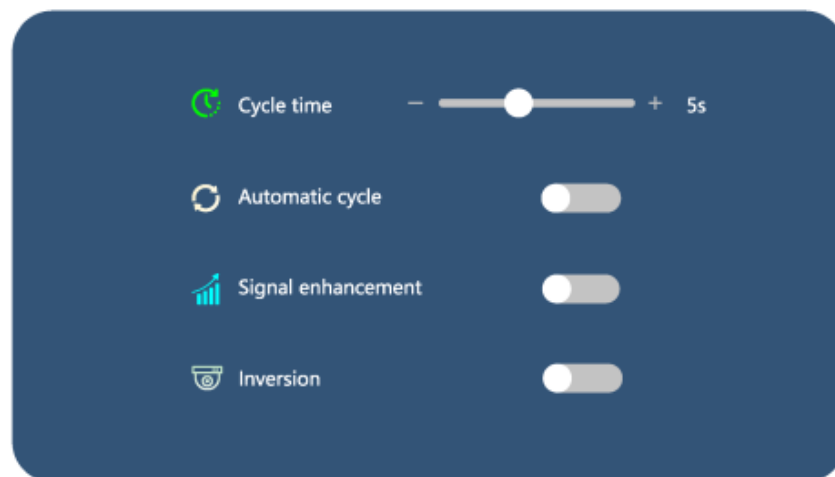 Cycle time − + 5s
Automatic cycle
Signal enhancement
Inversion